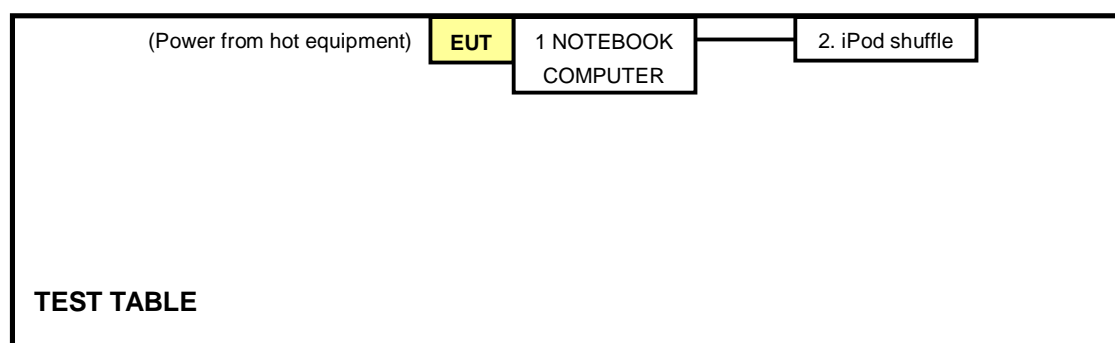 (Power from hot equipment) EUT 1 NOTEBOOK 2. iPod shuffle
COMPUTER
TEST TABLE